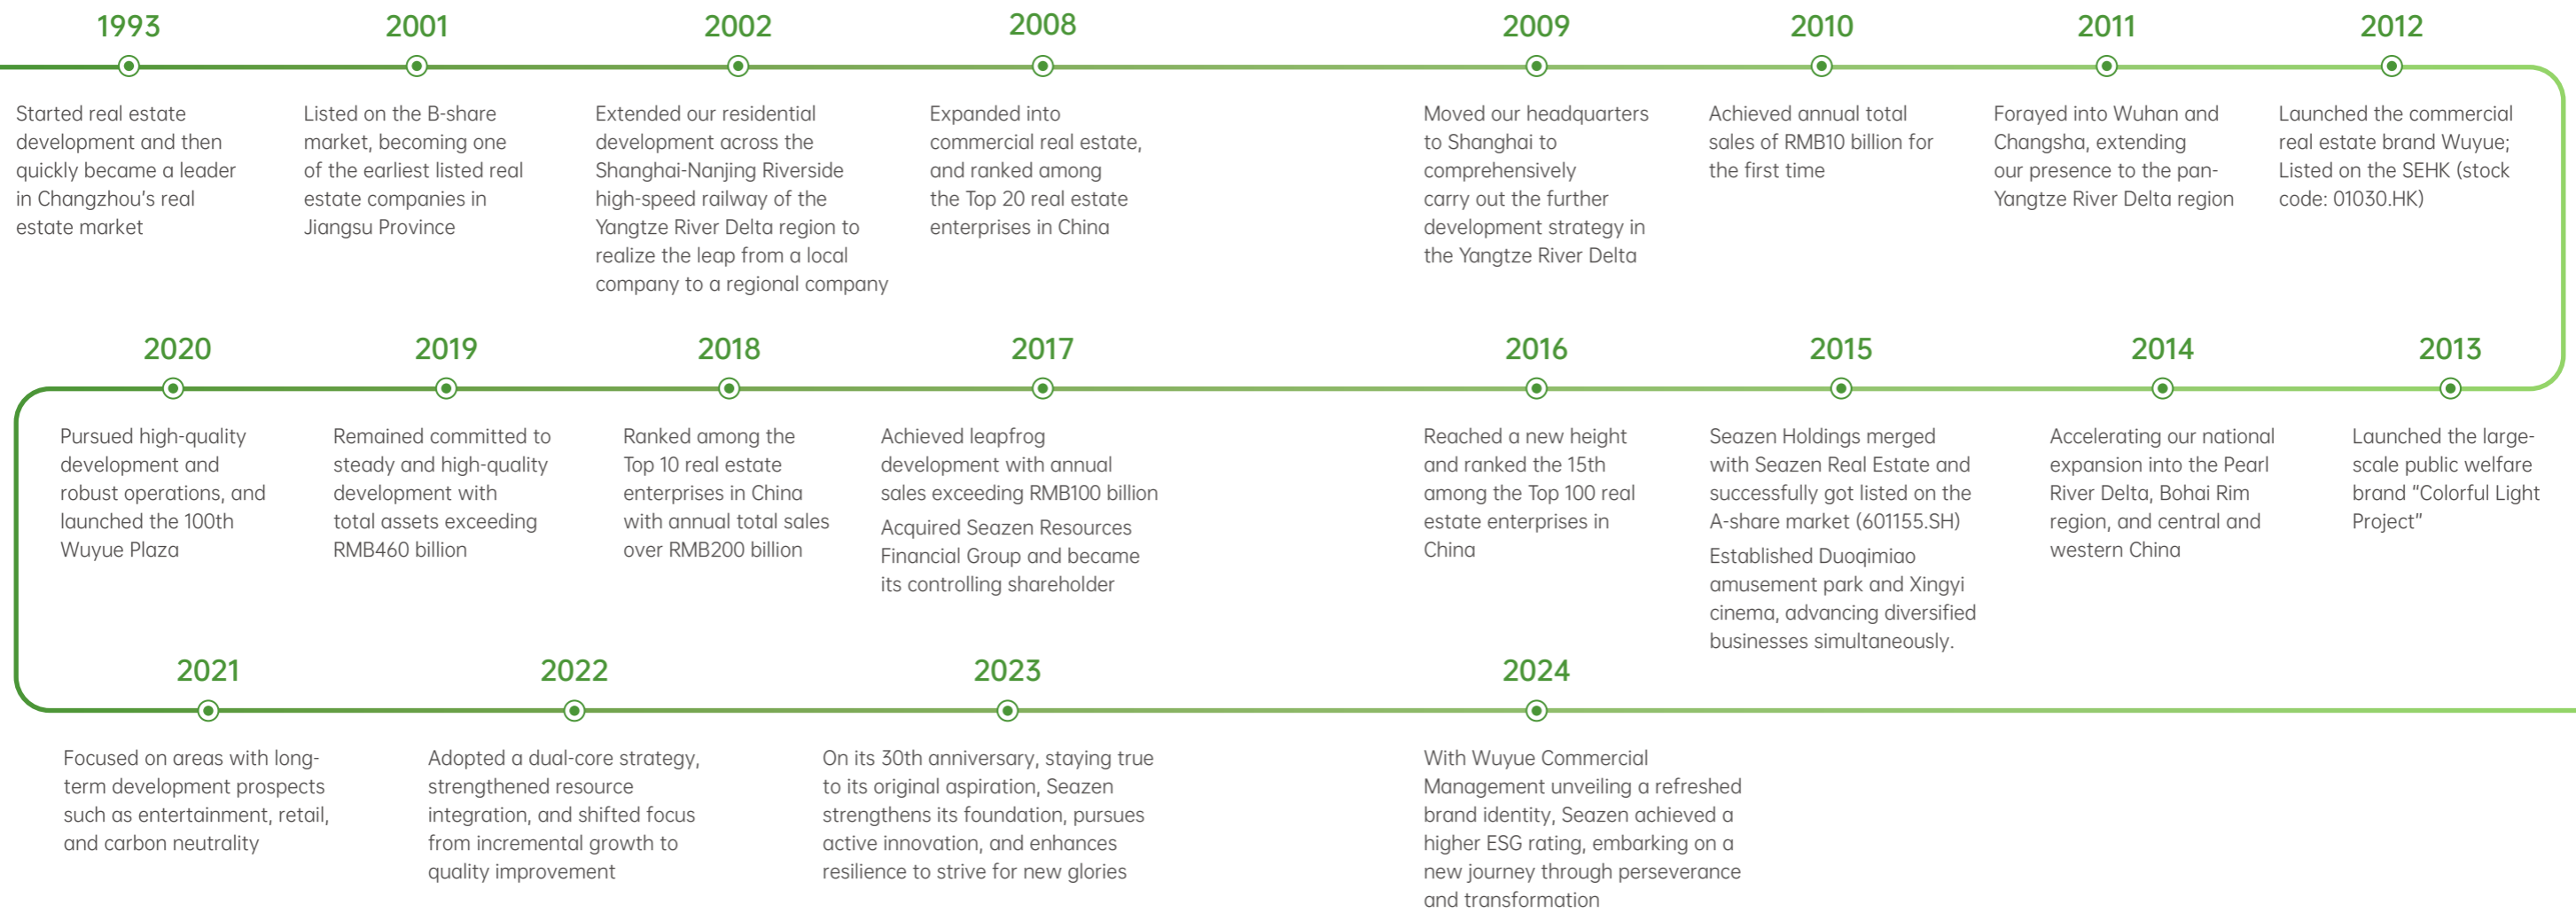 1993
Started real estate
development and then
quickly became a leader
in Changzhou's real
estate market
2001
Listed on the B-share
market, becoming one
of the earliest listed real
estate companies in
Jiangsu Province
2002
Extended our residential
development across the
Shanghai-Nanjing Riverside
high-speed railway of the
Yangtze River Delta region to
realize the leap from a local
company to a regional company
2008
Expanded into
commercial real estate,
and ranked among
the Top 20 real estate
enterprises in China
2009
Moved our headquarters
to Shanghai to
comprehensively
carry out the further
development strategy in
the Yangtze River Delta
2010
Achieved annual total
sales of RMB10 billion for
the first time
2011
Forayed into Wuhan and
Changsha, extending
our presence to the pan-
Yangtze River Delta region
2012
Launched the commercial
real estate brand Wuyue;
Listed on the SEHK (stock
code: 01030.HK)
2013
Launched the large-
scale public welfare
brand “Colorful Light
Project”
2014
Accelerating our national
expansion into the Pearl
River Delta, Bohai Rim
region, and central and
western China
2015
Seazen Holdings merged
with Seazen Real Estate and
successfully got listed on the
A-share market (601155.SH)
Established Duoqimiao
amusement park and Xingyi
cinema, advancing diversified
businesses simultaneously.
2016
Reached a new height
and ranked the 15th
among the Top 100 real
estate enterprises in
China
2017
Achieved leapfrog
development with annual
sales exceeding RMB100 billion
Acquired Seazen Resources
Financial Group and became
its controlling shareholder
2018
Ranked among the
Top 10 real estate
enterprises in China
with annual total sales
over RMB200 billion
2019
Remained committed to
steady and high-quality
development with
total assets exceeding
RMB460 billion
2020
Pursued high-quality
development and
robust operations, and
launched the 100th
Wuyue Plaza
2021
Focused on areas with long-
term development prospects
such as entertainment, retail,
and carbon neutrality
2022
Adopted a dual-core strategy,
strengthened resource
integration, and shifted focus
from incremental growth to
quality improvement
2023
On its 30th anniversary, staying true
to its original aspiration, Seazen
strengthens its foundation, pursues
active innovation, and enhances
resilience to strive for new glories
2024
With Wuyue Commercial
Management unveiling a refreshed
brand identity, Seazen achieved a
higher ESG rating, embarking on a
new journey through perseverance
and transformation